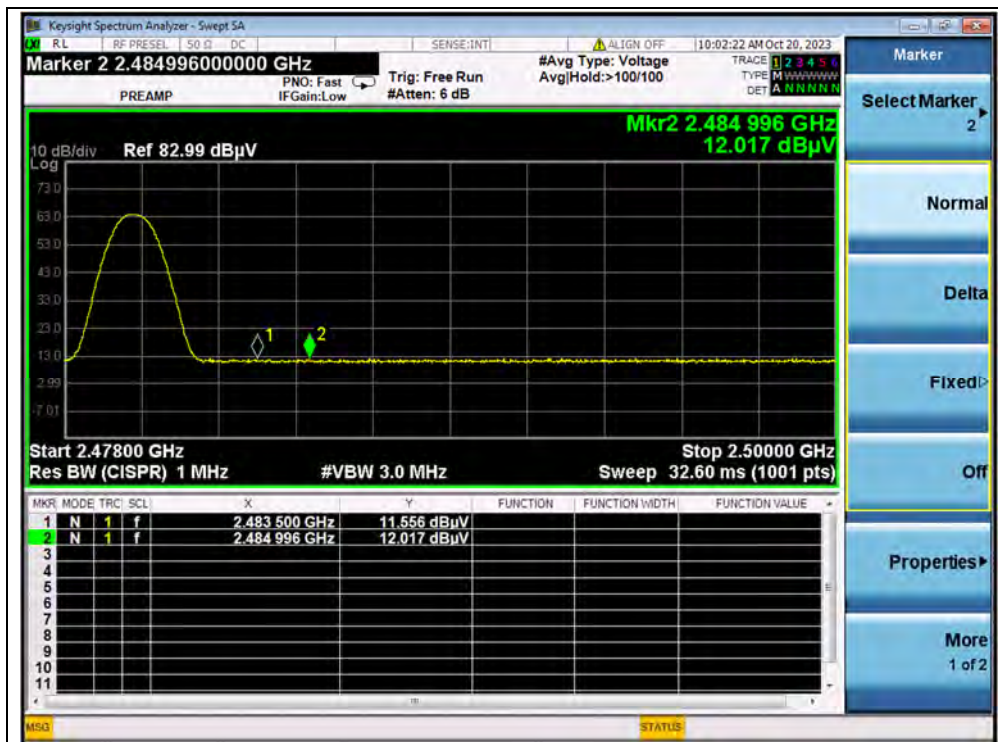 Keysight Spectrum Analyzer - Swept SA
LXI RL RF PRESEL 50 Ω DC SENSE:INT ALIGN OFF 10:02:22 AM Oct 20, 2023
Marker 2 2.484996000000 GHz
PREAMP
PNO: Fast
IFGain:Low
Trig: Free Run
#Atten: 6 dB
#Avg Type: Voltage
Avg|Hold:>100/100
TRACE 1 2 3 4 5 6
TYPE M WWWWW
DET A N N N N N
Mkr2 2.484 996 GHz
12.017 dBµV
10 dB/div Ref 82.99 dBµV
Log
73.0
63.0
53.0
43.0
33.0
23.0
13.0
2.99
-7.01
1
2
Start 2.47800 GHz
Stop 2.50000 GHz
Res BW (CISPR) 1 MHz
#VBW 3.0 MHz
Sweep 32.60 ms (1001 pts)
MKR MODE TRC SCL X Y FUNCTION FUNCTION WIDTH FUNCTION VALUE
1 N 1 f 2.483 500 GHz 11.556 dBµV
2 N 1 f 2.484 996 GHz 12.017 dBµV
3
4
5
6
7
8
9
10
11
MSG
STATUS
Marker
Select Marker
2
Normal
Delta
Fixed
Off
Properties
More
1 of 2